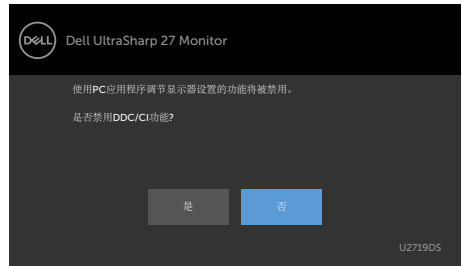 DELL
Dell UltraSharp 27 Monitor
使用PC应用程序调节显示器设置的功能将被禁用。
是否禁用DDC/CI功能?
是
否
U2719DS